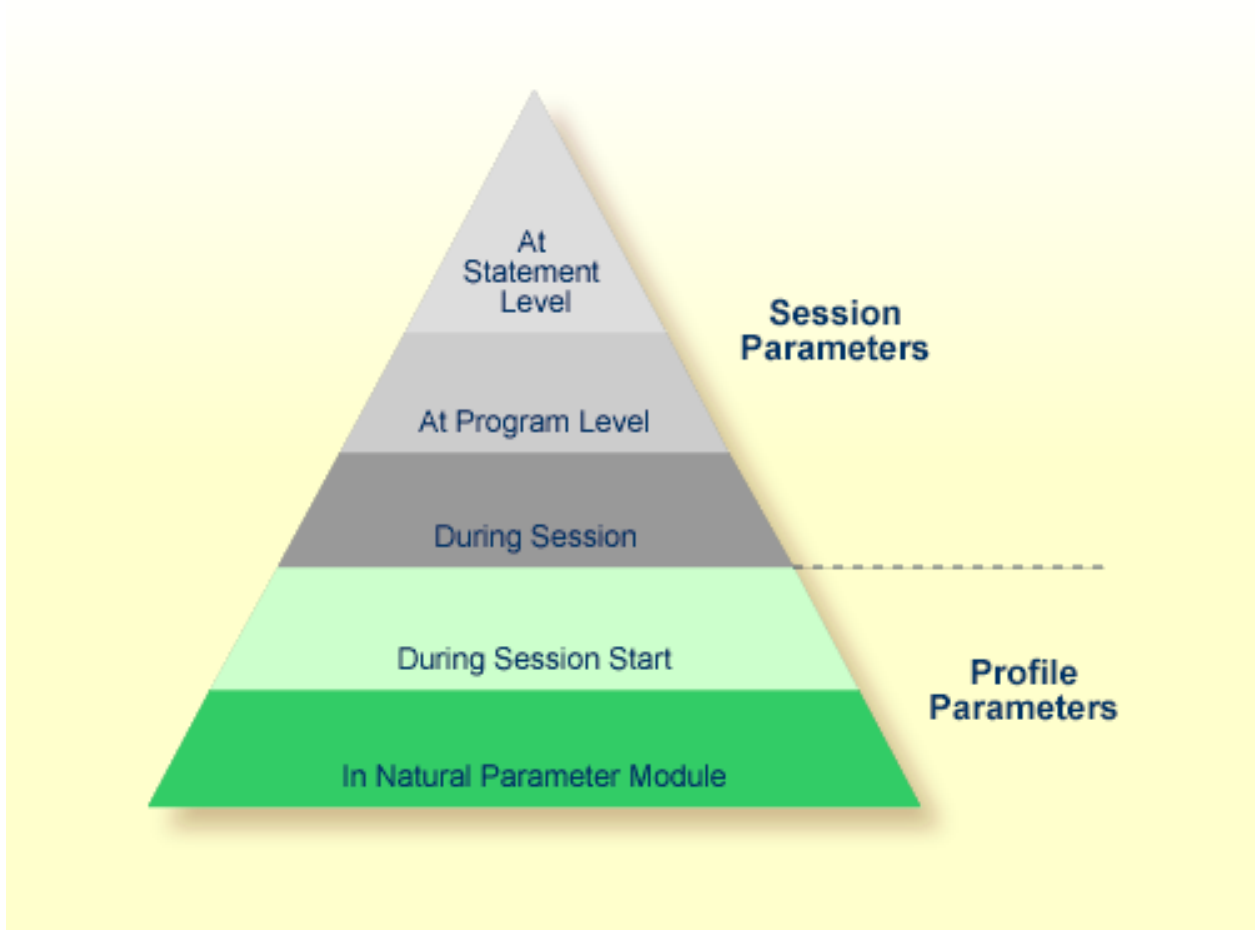 At
Statement
Level
Session
Parameters
At Program Level
During Session
During Session Start
Profile
Parameters
In Natural Parameter Module